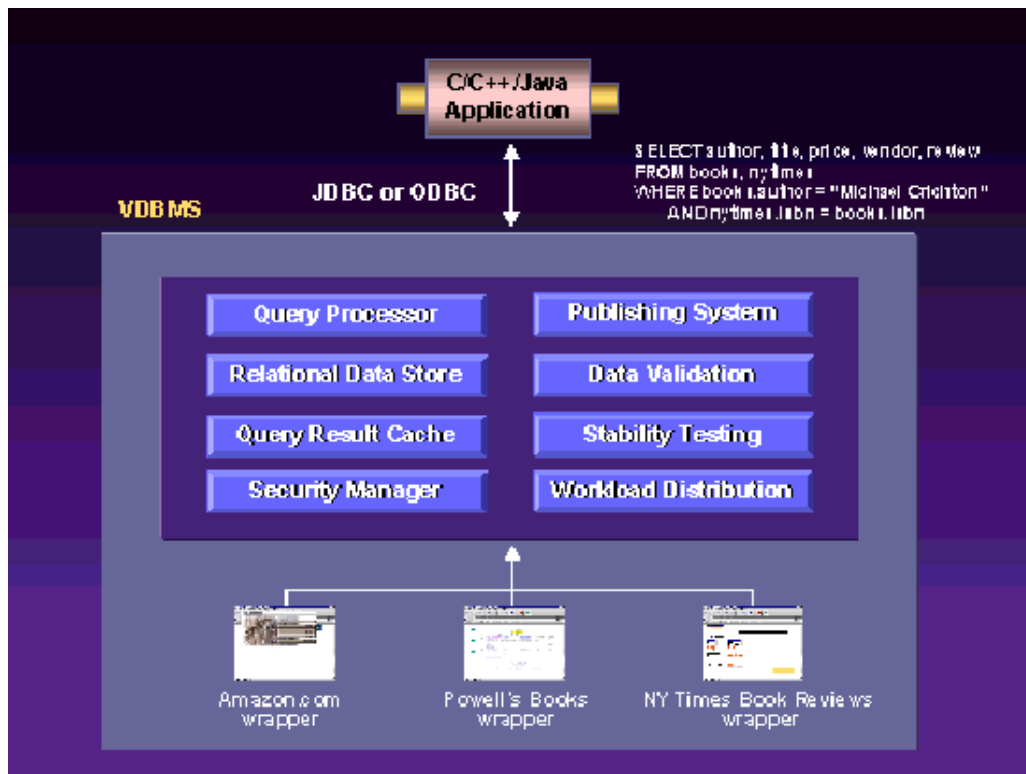 C/C++/Java
Application
SELECT author, title, price, vendor, review
FROM books, nytimes
WHERE books.author = "Michael Crichton"
AND nytimes.isbn = books.isbn
JDBC or ODBC
VDBMS
Query Processor
Publishing System
Relational Data Store
Data Validation
Query Result Cache
Stability Testing
Security Manager
Workload Distribution
Amazon.com
wrapper
Powell's Books
wrapper
NY Times Book Reviews
wrapper